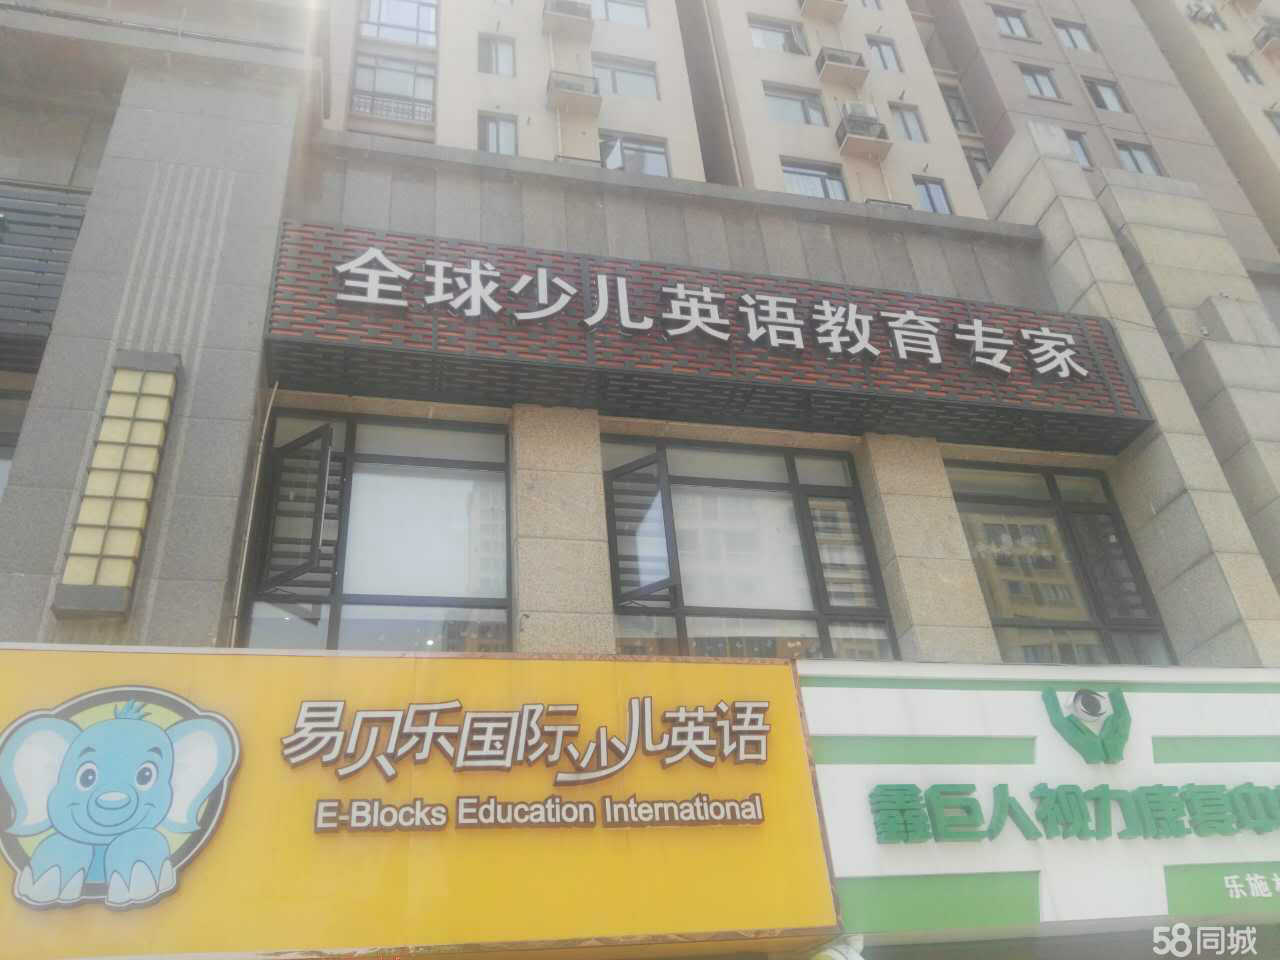 全球少儿英语教育专家
易贝乐国际少儿英语
E-Blocks Education International
鑫巨人视力康复中
乐施
58同城